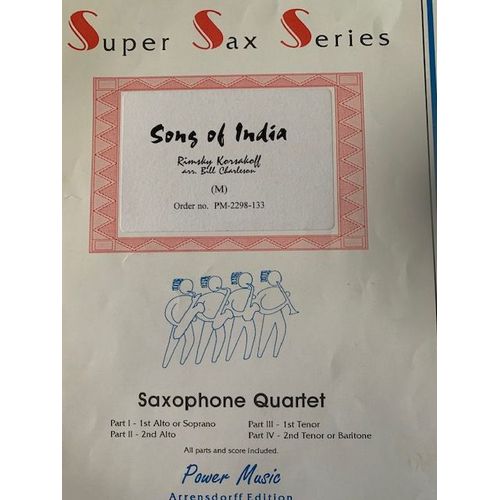 Super Sax Series
Song of India
Rimsky Korsakoff
arr. Bill Charleson
(M)
Order no. PM-2298-133
Saxophone Quartet
Part I - 1st Alto or Soprano
Part II - 2nd Alto
Part III - 1st Tenor
Part IV - 2nd Tenor or Baritone
All parts and score included.
Power Music
Arrensdorff Edition